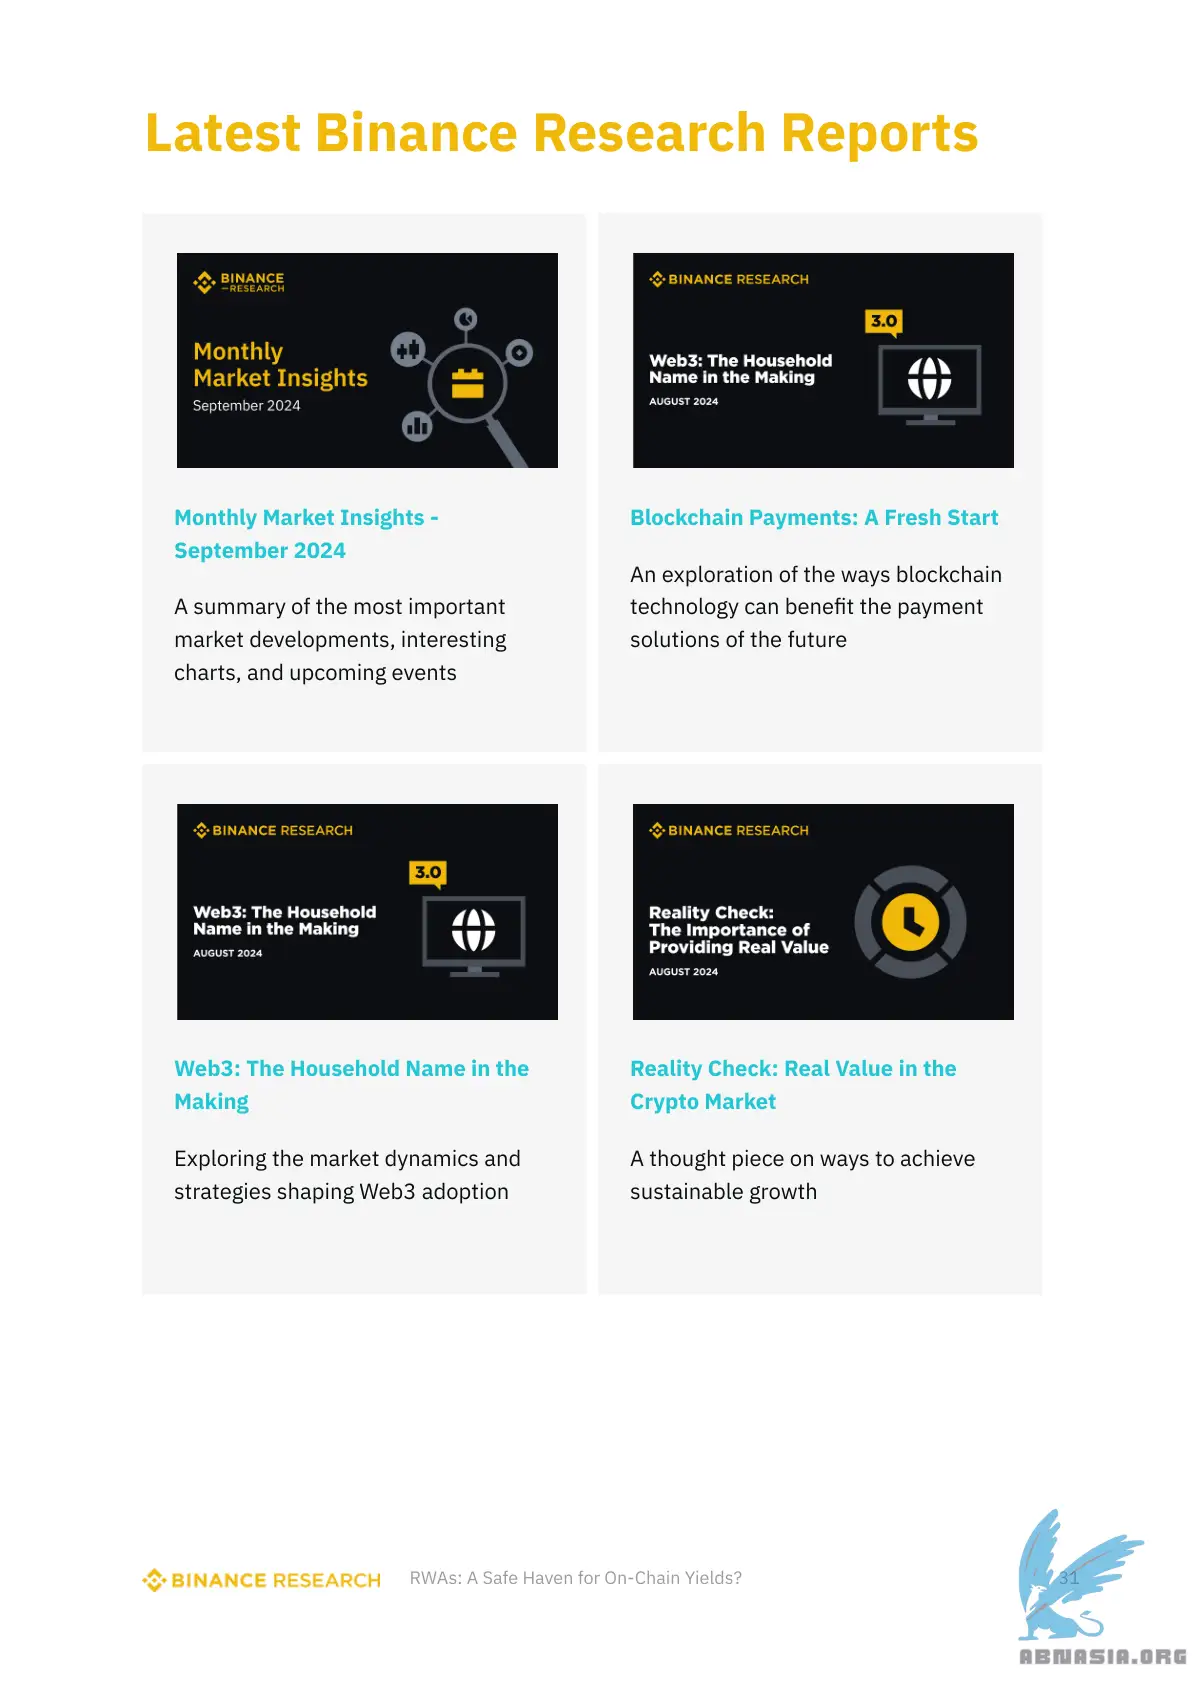 Latest Binance Research Reports
BINANCE
RESEARCH
Monthly
Market Insights
September 2024
Monthly Market Insights -
September 2024
A summary of the most important
market developments, interesting
charts, and upcoming events
BINANCE RESEARCH
3.0
Web3: The Household
Name in the Making
AUGUST 2024
Blockchain Payments: A Fresh Start
An exploration of the ways blockchain
technology can benefit the payment
solutions of the future
BINANCE RESEARCH
3.0
Web3: The Household
Name in the Making
AUGUST 2024
Web3: The Household Name in the
Making
Exploring the market dynamics and
strategies shaping Web3 adoption
BINANCE RESEARCH
Reality Check:
The Importance of
Providing Real Value
AUGUST 2024
Reality Check: Real Value in the
Crypto Market
A thought piece on ways to achieve
sustainable growth
BINANCE RESEARCH
RWAs: A Safe Haven for On-Chain Yields?
31
ABNASIA.ORG